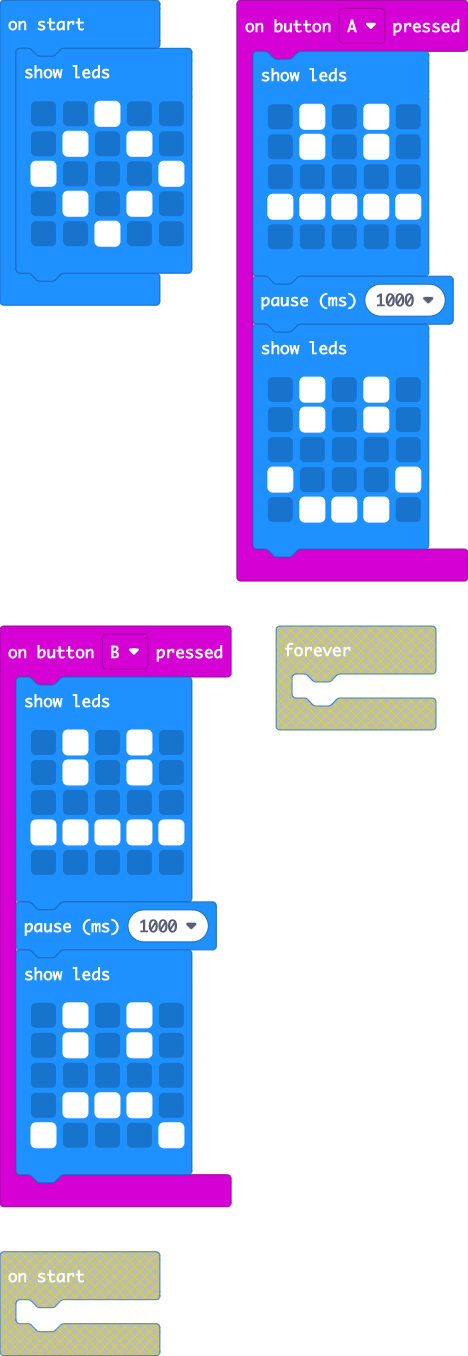 on start
show leds
on button A pressed
show leds
pause (ms) 1000
show leds
on button B pressed
show leds
pause (ms) 1000
show leds
forever
on start